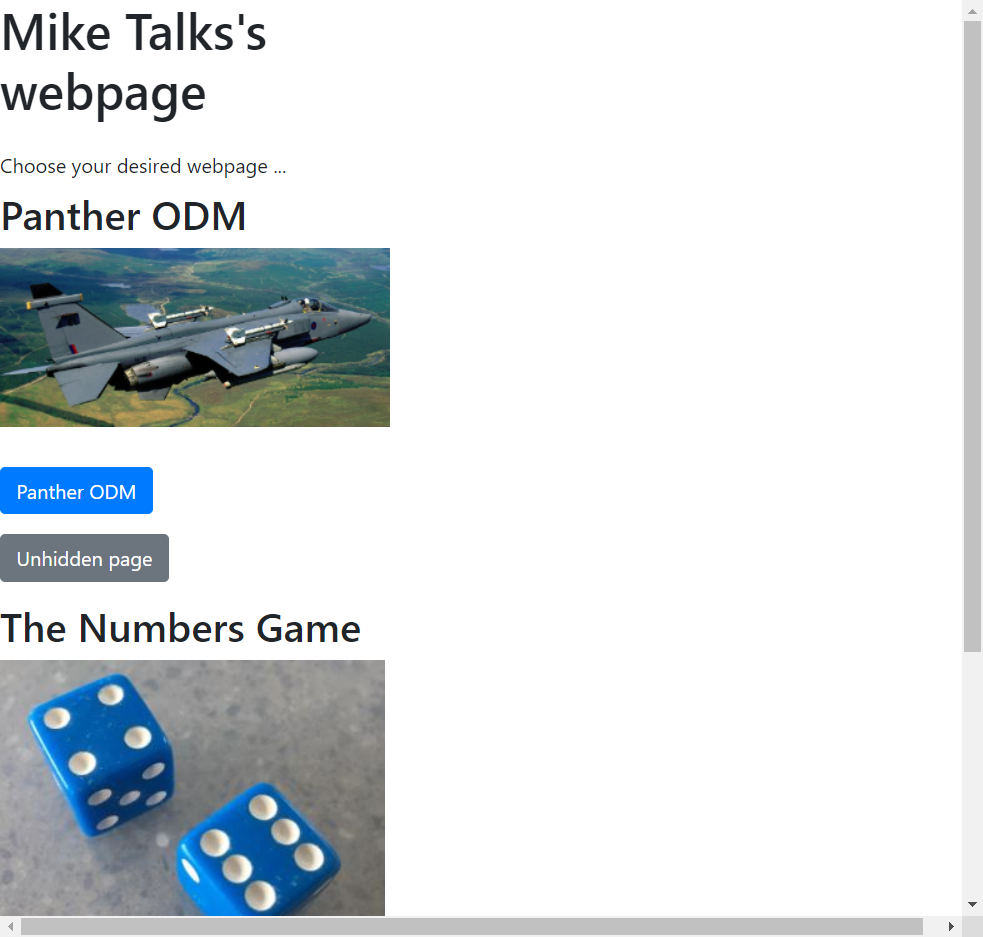 Mike Talks's
webpage
Choose your desired webpage ...
Panther ODM
Panther ODM
Unhidden page
The Numbers Game